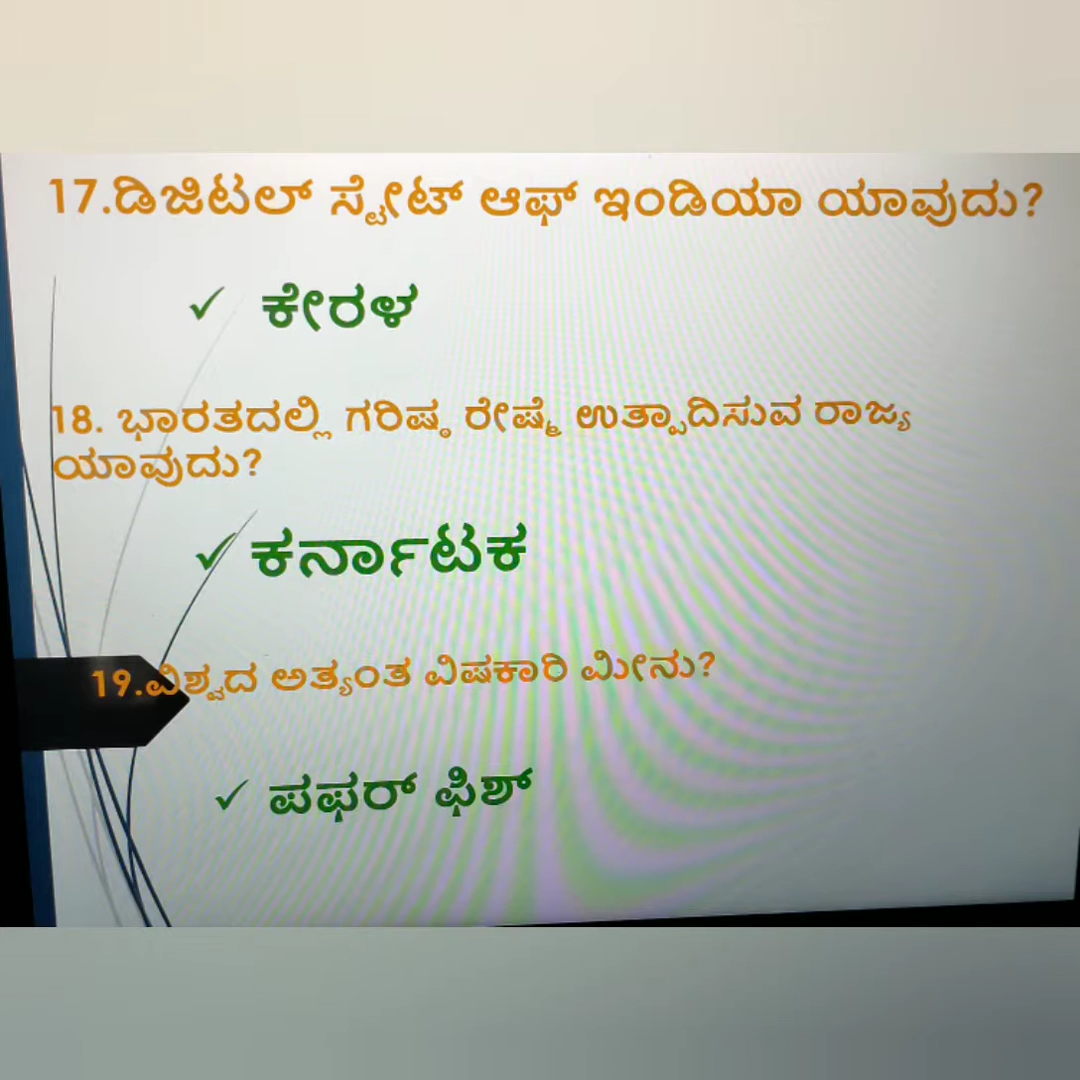 17.ಡಿಜಿಟಲ್ ಸ್ಟೇಟ್ ಆಫ್ ಇಂಡಿಯಾ ಯಾವುದು?
✓ ಕೇರಳ
18. ಭಾರತದಲ್ಲಿ ಗರಿಷ್ಠ ರೇಷ್ಮೆ ಉತ್ಪಾದಿಸುವ ರಾಜ್ಯ
ಯಾವುದು?
✓ ಕರ್ನಾಟಕ
19.ವಿಶ್ವದ ಅತ್ಯಂತ ವಿಷಕಾರಿ ಮೀನು?
✓ ಪಫರ್ ಫಿಶ್